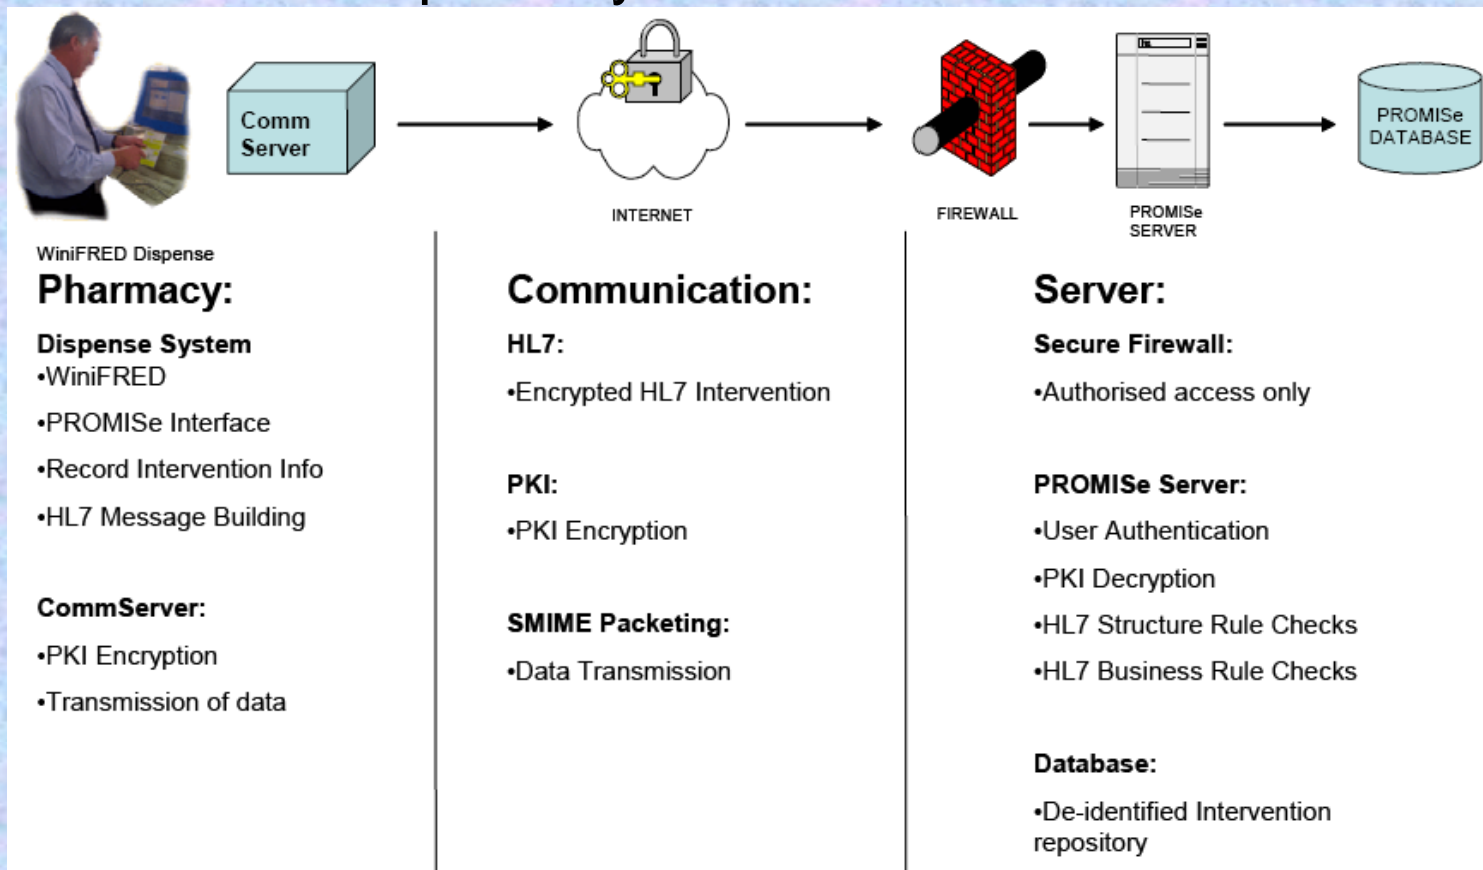 Comm
Server
INTERNET
FIREWALL
PROMISe
SERVER
PROMISe
DATABASE
WiniFRED Dispense
Pharmacy:
Dispense System
•WiniFRED
•PROMISe Interface
•Record Intervention Info
•HL7 Message Building
CommServer:
•PKI Encryption
•Transmission of data
Communication:
HL7:
•Encrypted HL7 Intervention
PKI:
•PKI Encryption
SMIME Packeting:
•Data Transmission
Server:
Secure Firewall:
•Authorised access only
PROMISe Server:
•User Authentication
•PKI Decryption
•HL7 Structure Rule Checks
•HL7 Business Rule Checks
Database:
•De-identified Intervention
repository